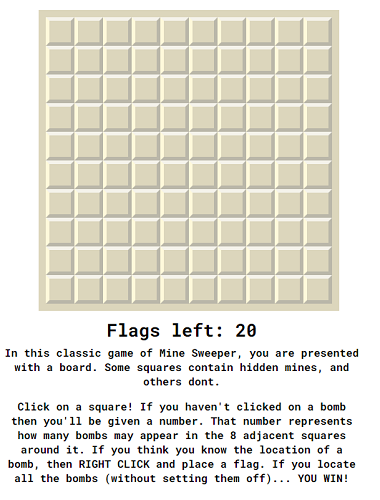 Flags left: 20
In this classic game of Mine Sweeper, you are presented
with a board. Some squares contain hidden mines, and
others dont.
Click on a square! If you haven't clicked on a bomb
then you'll be given a number. That number represents
how many bombs may appear in the 8 adjacent squares
around it. If you think you know the location of a
bomb, then RIGHT CLICK and place a flag. If you locate
all the bombs (without setting them off)... YOU WIN!